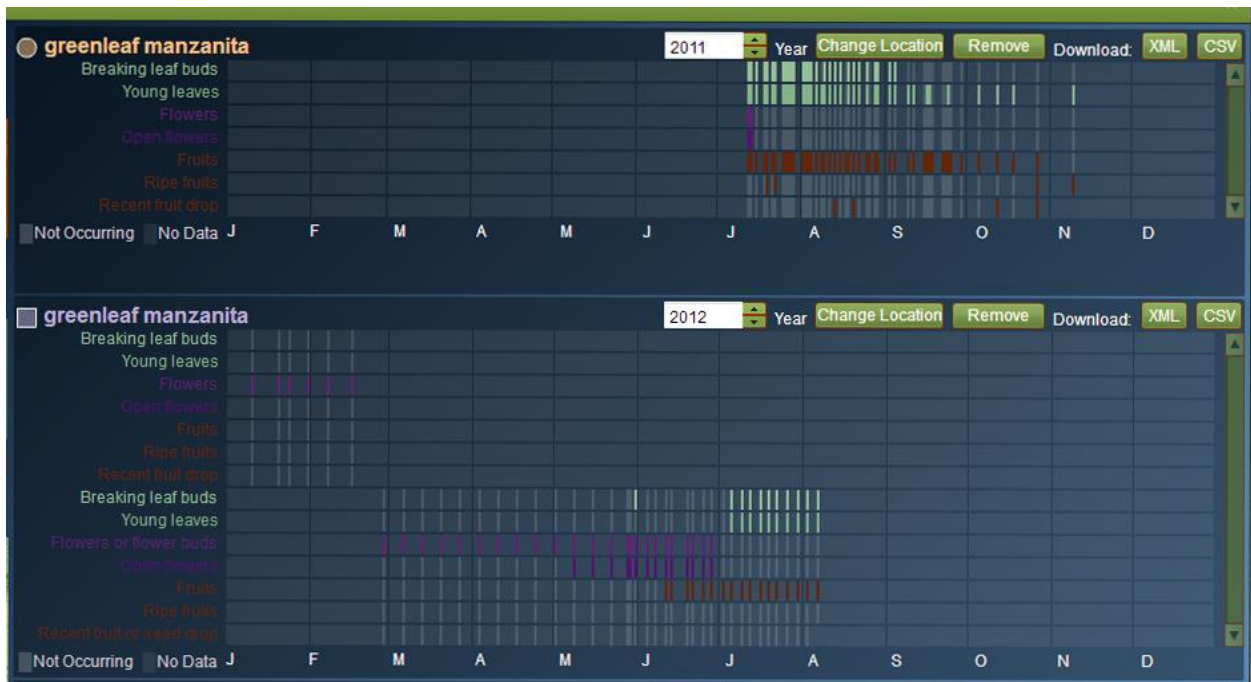 greenleaf manzanita 2011 Year Change Location Remove Download: XML CSV
Breaking leaf buds
Young leaves
Flowers
Open flowers
Fruits
Ripe fruits
Recent fruit drop
Not Occurring No Data J F M A M J J A S O N D
greenleaf manzanita 2012 Year Change Location Remove Download: XML CSV
Breaking leaf buds
Young leaves
Flowers
Open flowers
Fruits
Ripe fruits
Recent fruit drop
Breaking leaf buds
Young leaves
Flowers or flower buds
Open flowers
Fruits
Ripe fruits
Recent fruit or seed drop
Not Occurring No Data J F M A M J J A S O N D